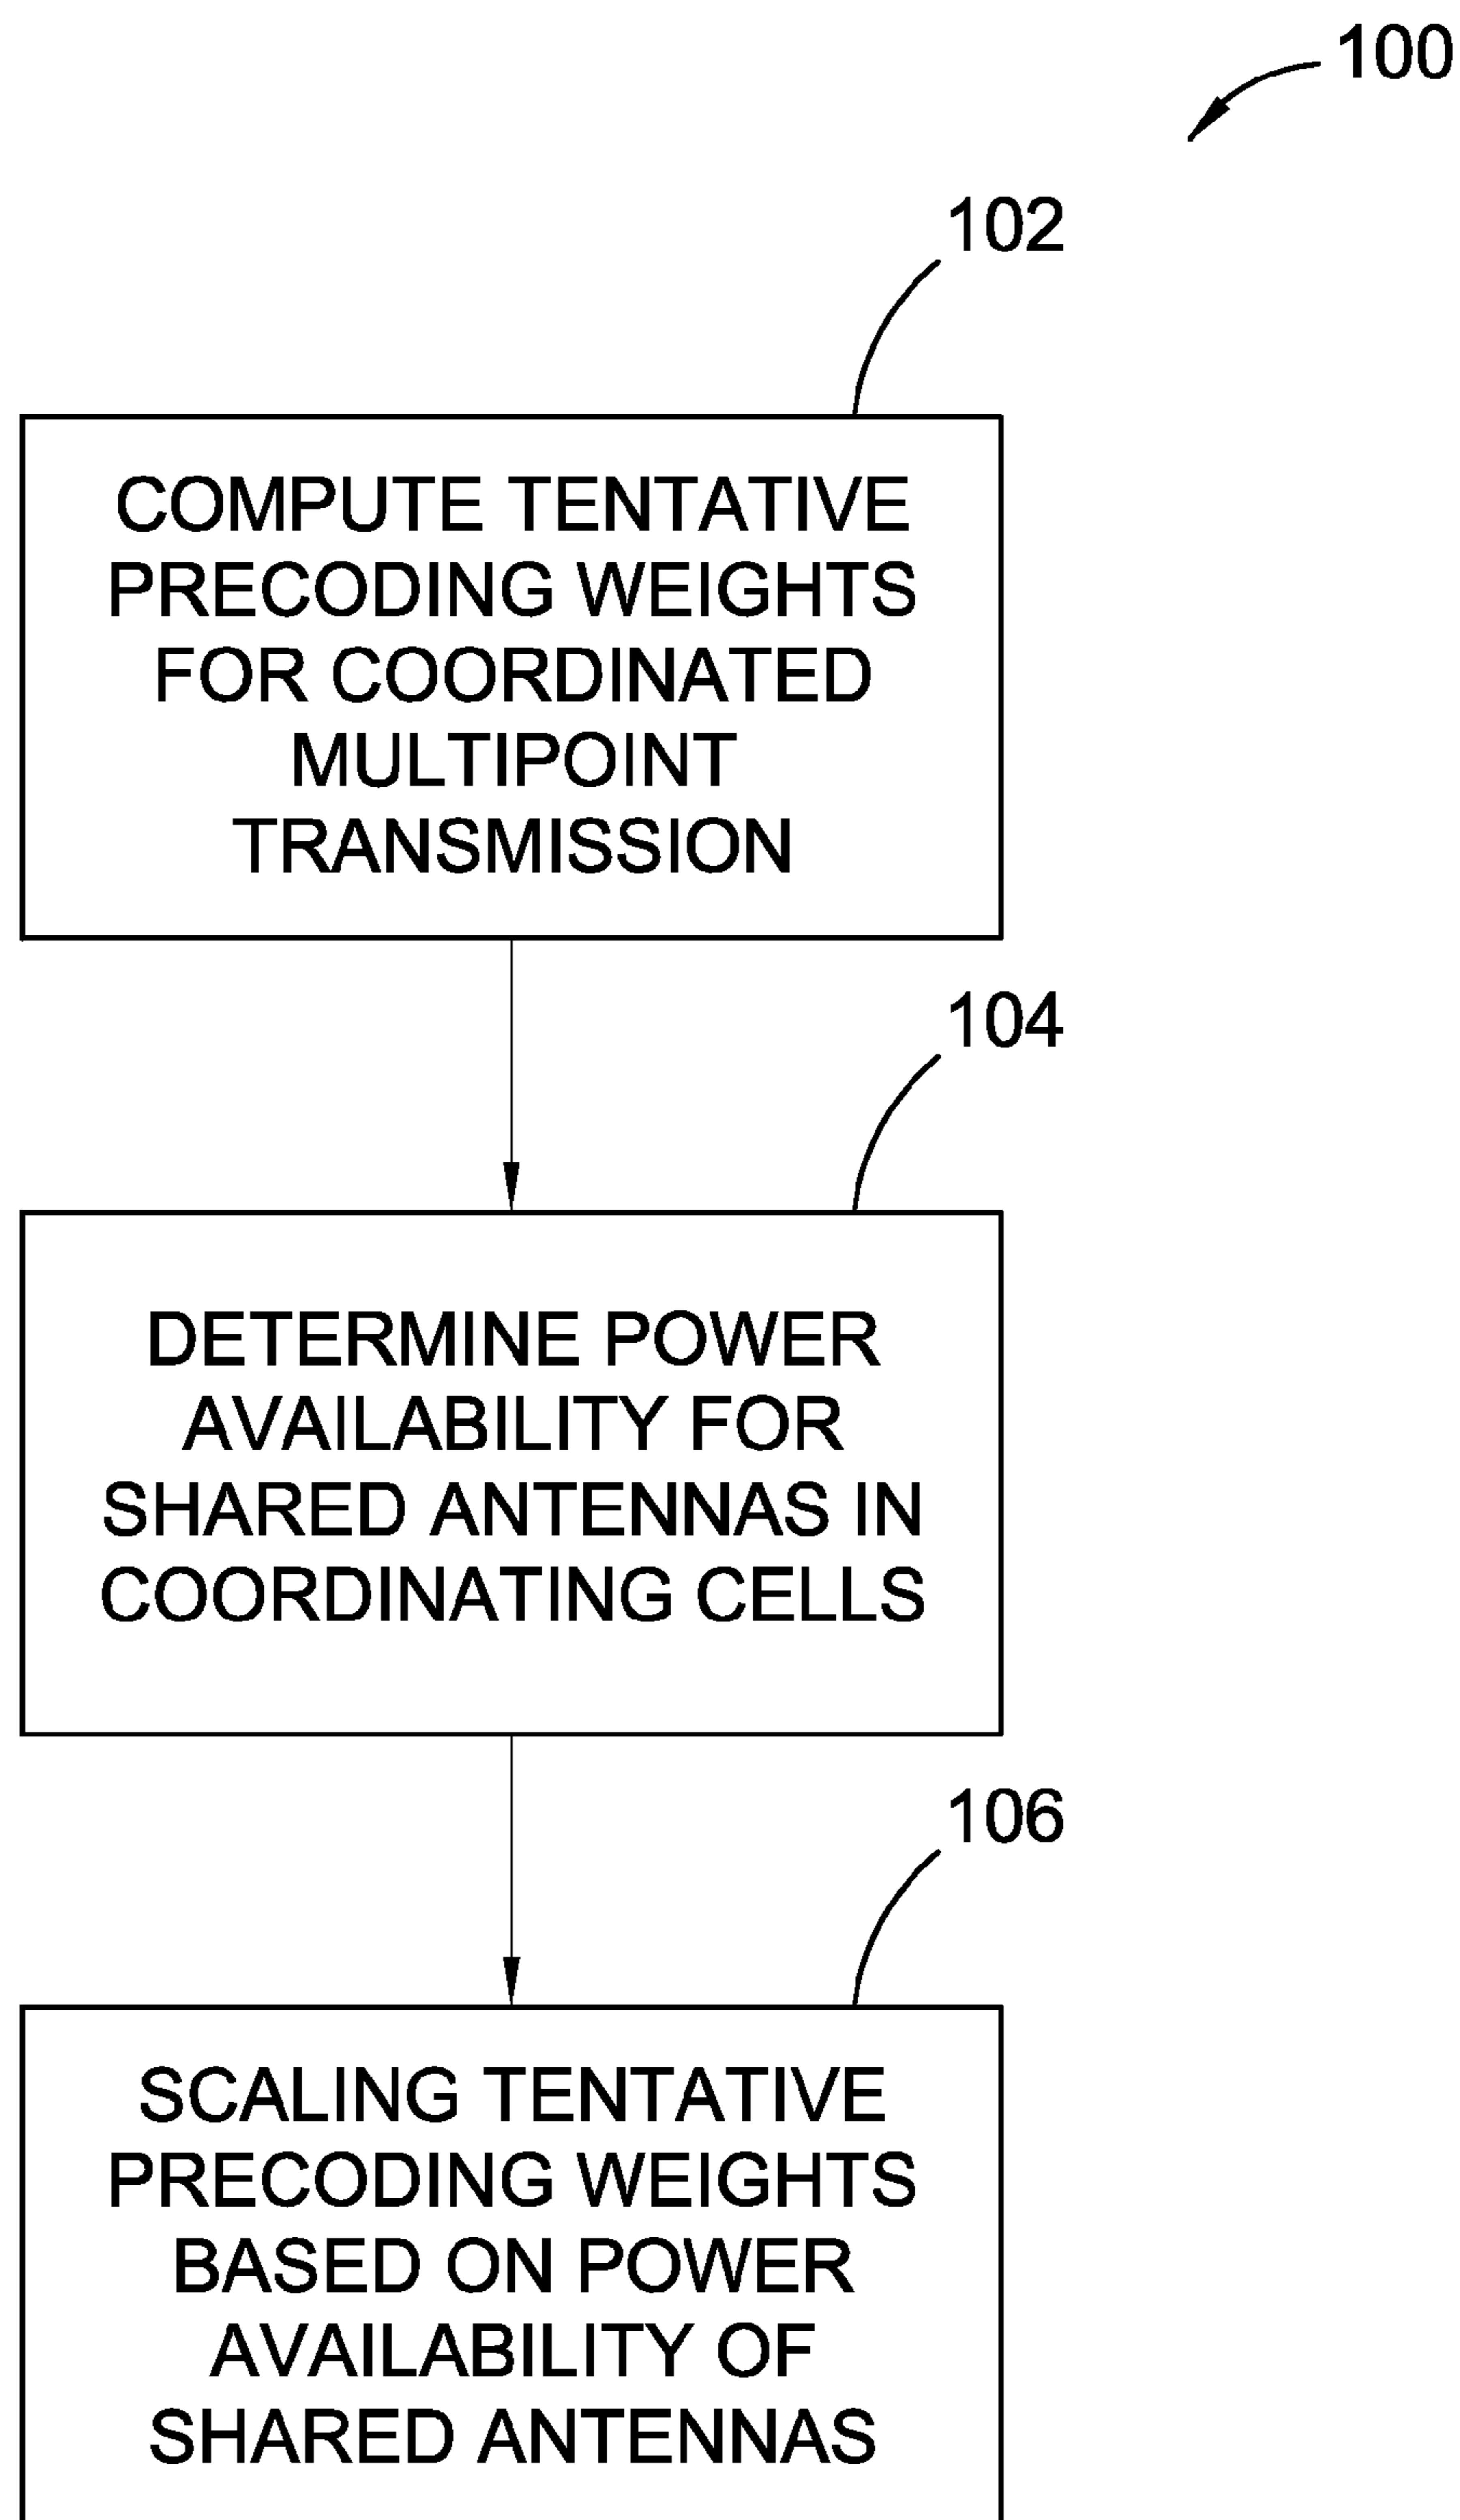 100
102
COMPUTE TENTATIVE
PRECODING WEIGHTS
FOR COORDINATED
MULTIPOINT
TRANSMISSION
104
DETERMINE POWER
AVAILABILITY FOR
SHARED ANTENNAS IN
COORDINATING CELLS
106
SCALING TENTATIVE
PRECODING WEIGHTS
BASED ON POWER
AVAILABILITY OF
SHARED ANTENNAS